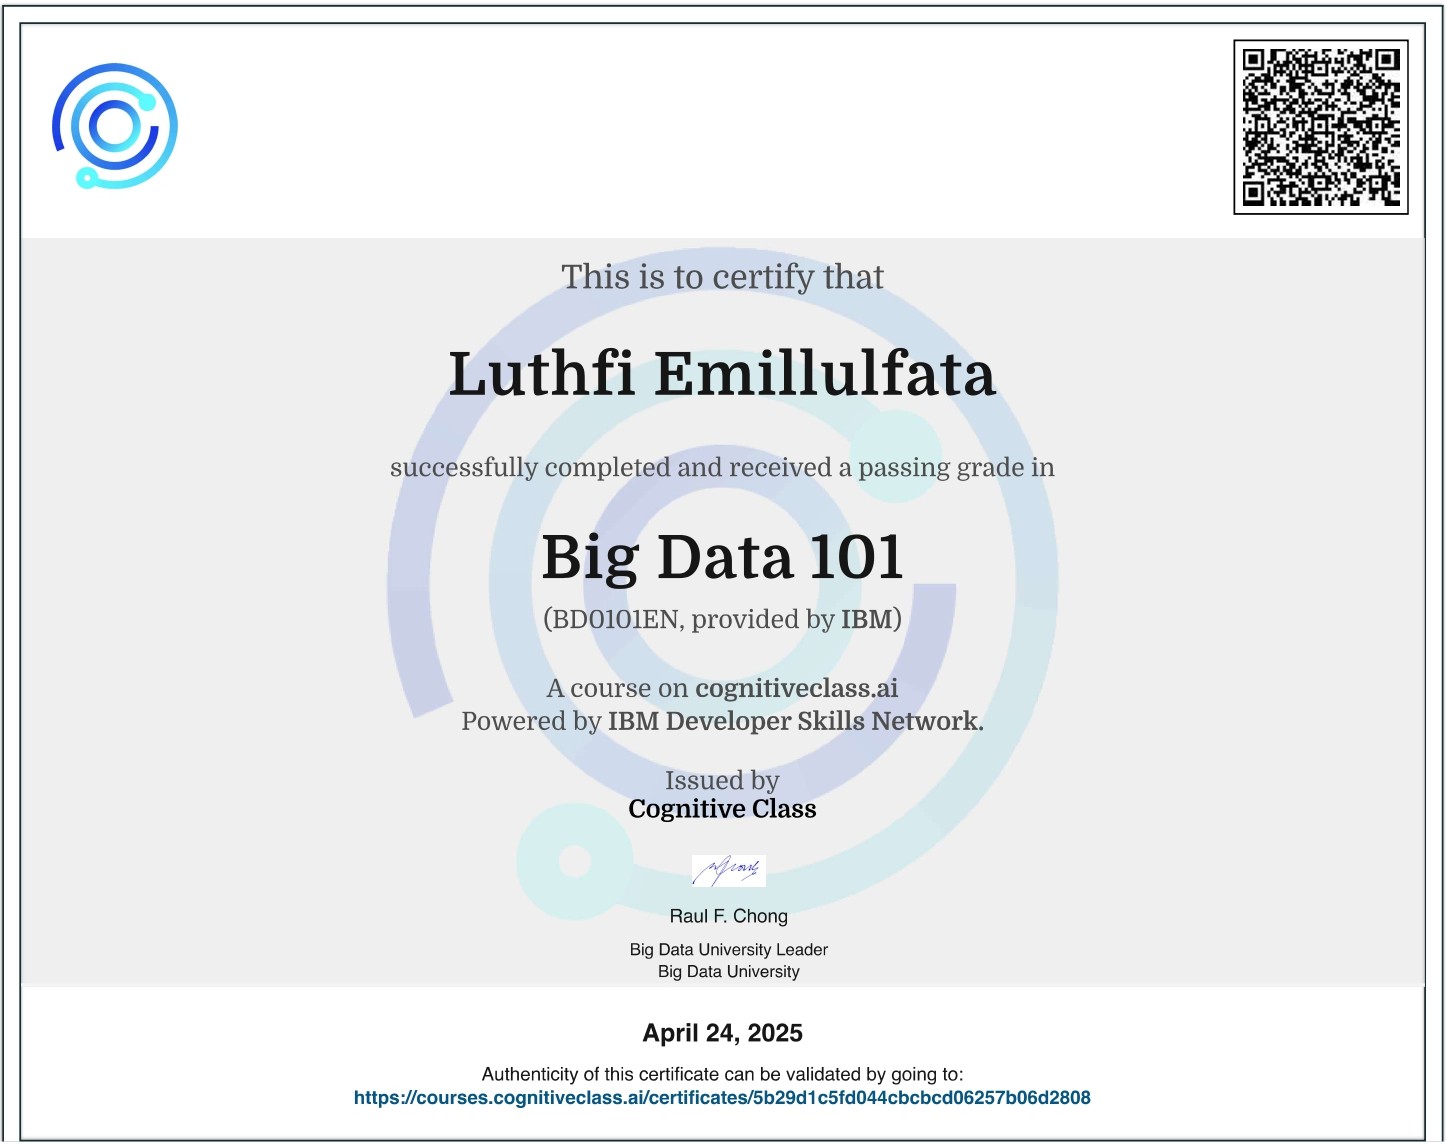 This is to certify that
Luthfi Emillulfata
successfully completed and received a passing grade in
Big Data 101
(BD0101EN, provided by IBM)
A course on cognitiveclass.ai
Powered by IBM Developer Skills Network.
Issued by
Cognitive Class
Raul F. Chong
Big Data University Leader
Big Data University
April 24, 2025
Authenticity of this certificate can be validated by going to:
https://courses.cognitiveclass.ai/certificates/5b29d1c5fd044cbcbcd06257b06d2808